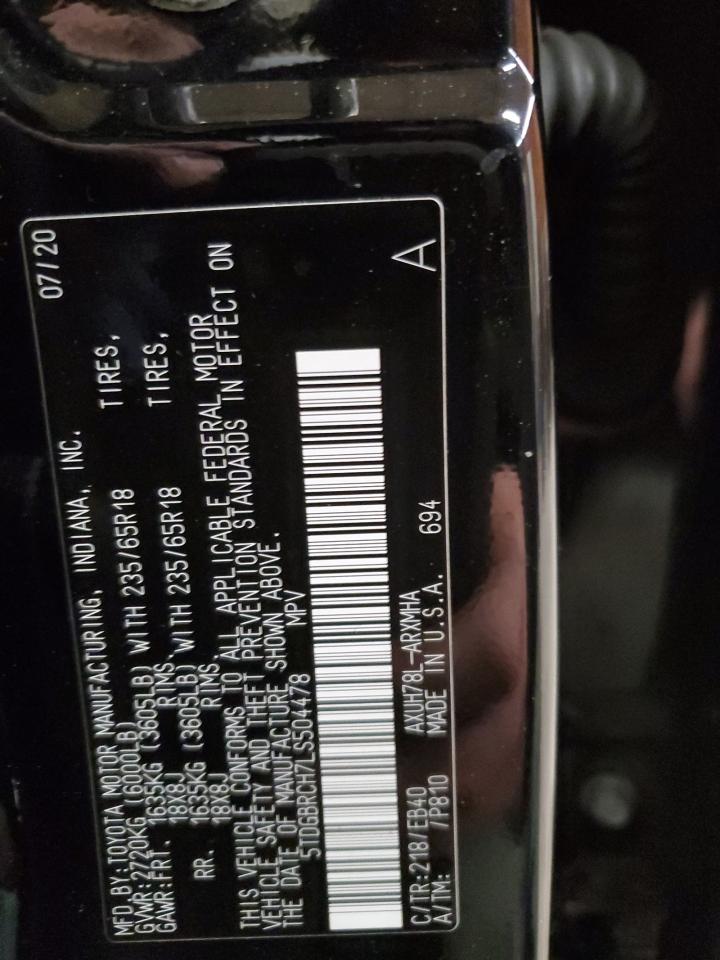 MFD BY:TOYOTA MOTOR MANUFACTURING, INDIANA, INC. 07/20
GVWR:2720KG (6000LB)
GAWR:FRT. 1635KG (3605LB) WITH 235/65R18 TIRES,
18X8J RIMS
RR. 1635KG (3605LB) WITH 235/65R18 TIRES,
18X8J RIMS
THIS VEHICLE CONFORMS TO ALL APPLICABLE FEDERAL MOTOR
VEHICLE SAFETY AND THEFT PREVENTION STANDARDS IN EFFECT ON
THE DATE OF MANUFACTURE SHOWN ABOVE.
5TDGBRCH7LS504478 MPV
C/TR:218/EB40 AXUH78L-ARXMHA A
A/TM: /P810 MADE IN U.S.A. 694